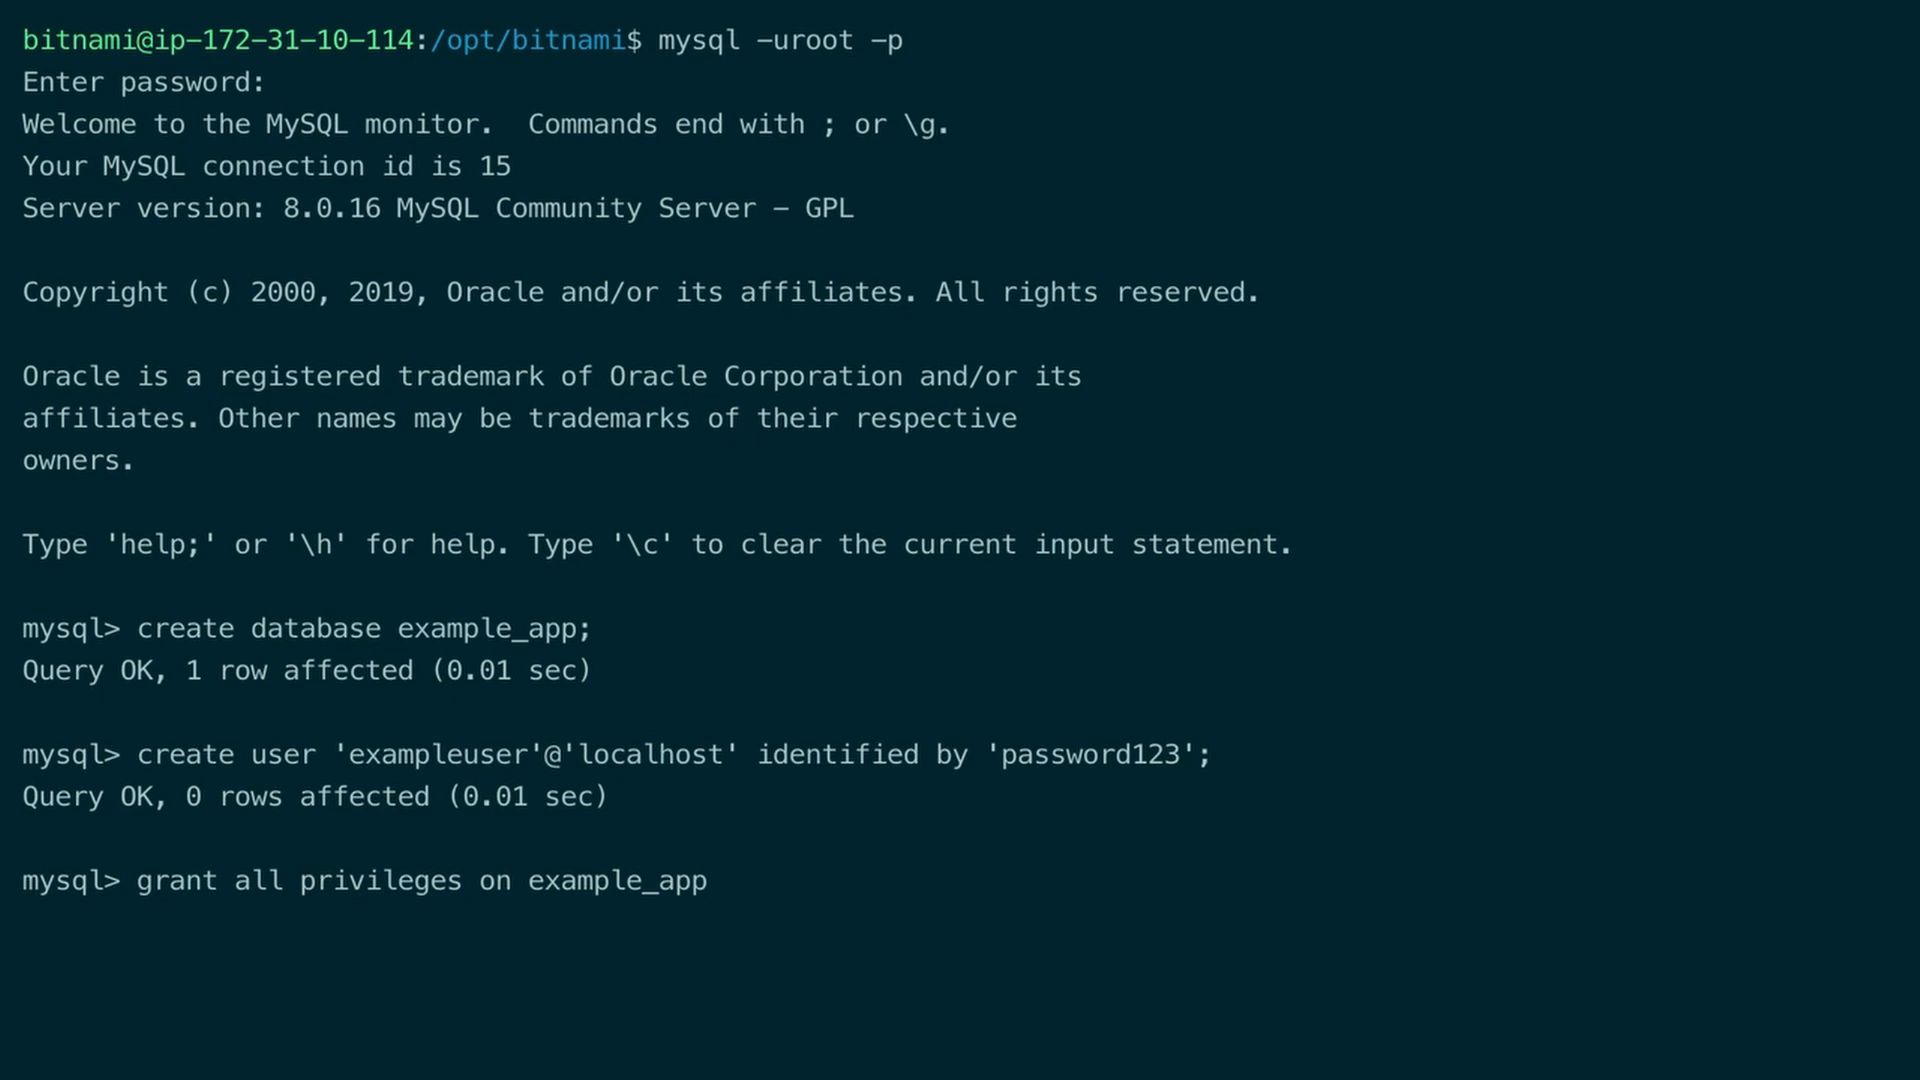 bitnami@ip-172-31-10-114:/opt/bitnami$ mysql -uroot -p
Enter password:
Welcome to the MySQL monitor.  Commands end with ; or \g.
Your MySQL connection id is 15
Server version: 8.0.16 MySQL Community Server - GPL
Copyright (c) 2000, 2019, Oracle and/or its affiliates. All rights reserved.
Oracle is a registered trademark of Oracle Corporation and/or its
affiliates. Other names may be trademarks of their respective
owners.
Type 'help;' or '\h' for help. Type '\c' to clear the current input statement.
mysql> create database example_app;
Query OK, 1 row affected (0.01 sec)
mysql> create user 'exampleuser'@'localhost' identified by 'password123';
Query OK, 0 rows affected (0.01 sec)
mysql> grant all privileges on example_app